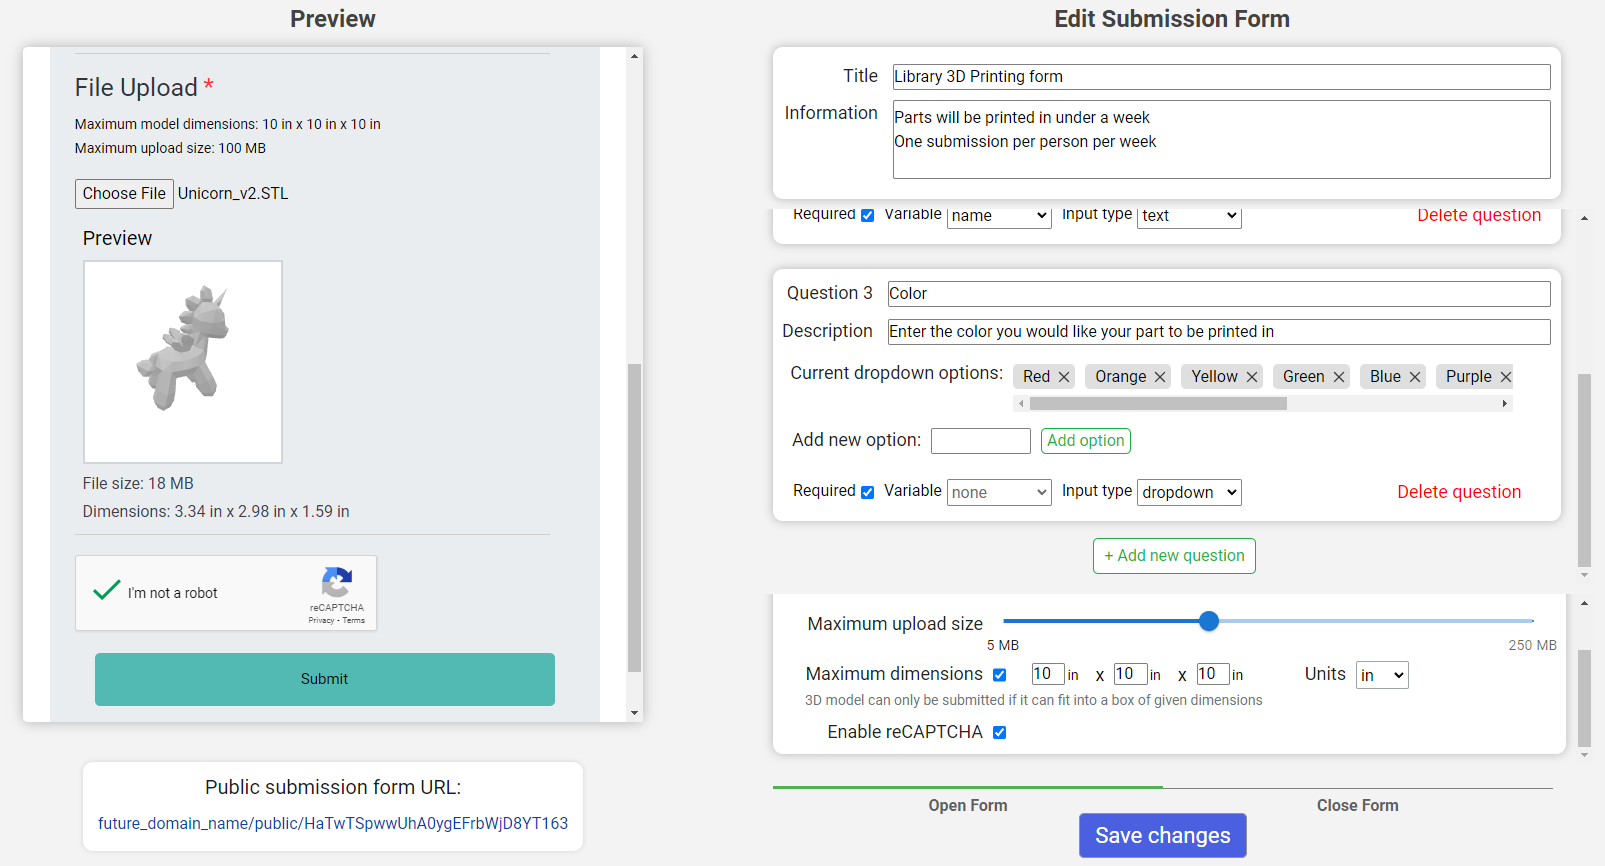 Preview
File Upload *
Maximum model dimensions: 10 in x 10 in x 10 in
Maximum upload size: 100 MB
Choose File Unicorn_v2.STL
Preview
File size: 18 MB
Dimensions: 3.34 in x 2.98 in x 1.59 in
I'm not a robot
reCAPTCHA
Privacy - Terms
Submit
Public submission form URL:
future_domain_name/public/HaTwTSpwwUhA0ygEFrbWjD8YT163
Edit Submission Form
Title Library 3D Printing form
Information Parts will be printed in under a week
One submission per person per week
Required Variable name Input type text Delete question
Question 3 Color
Description Enter the color you would like your part to be printed in
Current dropdown options: Red Orange Yellow Green Blue Purple
Add new option: Add option
Required Variable none Input type dropdown Delete question
+ Add new question
Maximum upload size
5 MB 250 MB
Maximum dimensions 10 in x 10 in x 10 in Units in
3D model can only be submitted if it can fit into a box of given dimensions
Enable reCAPTCHA
Open Form Close Form
Save changes